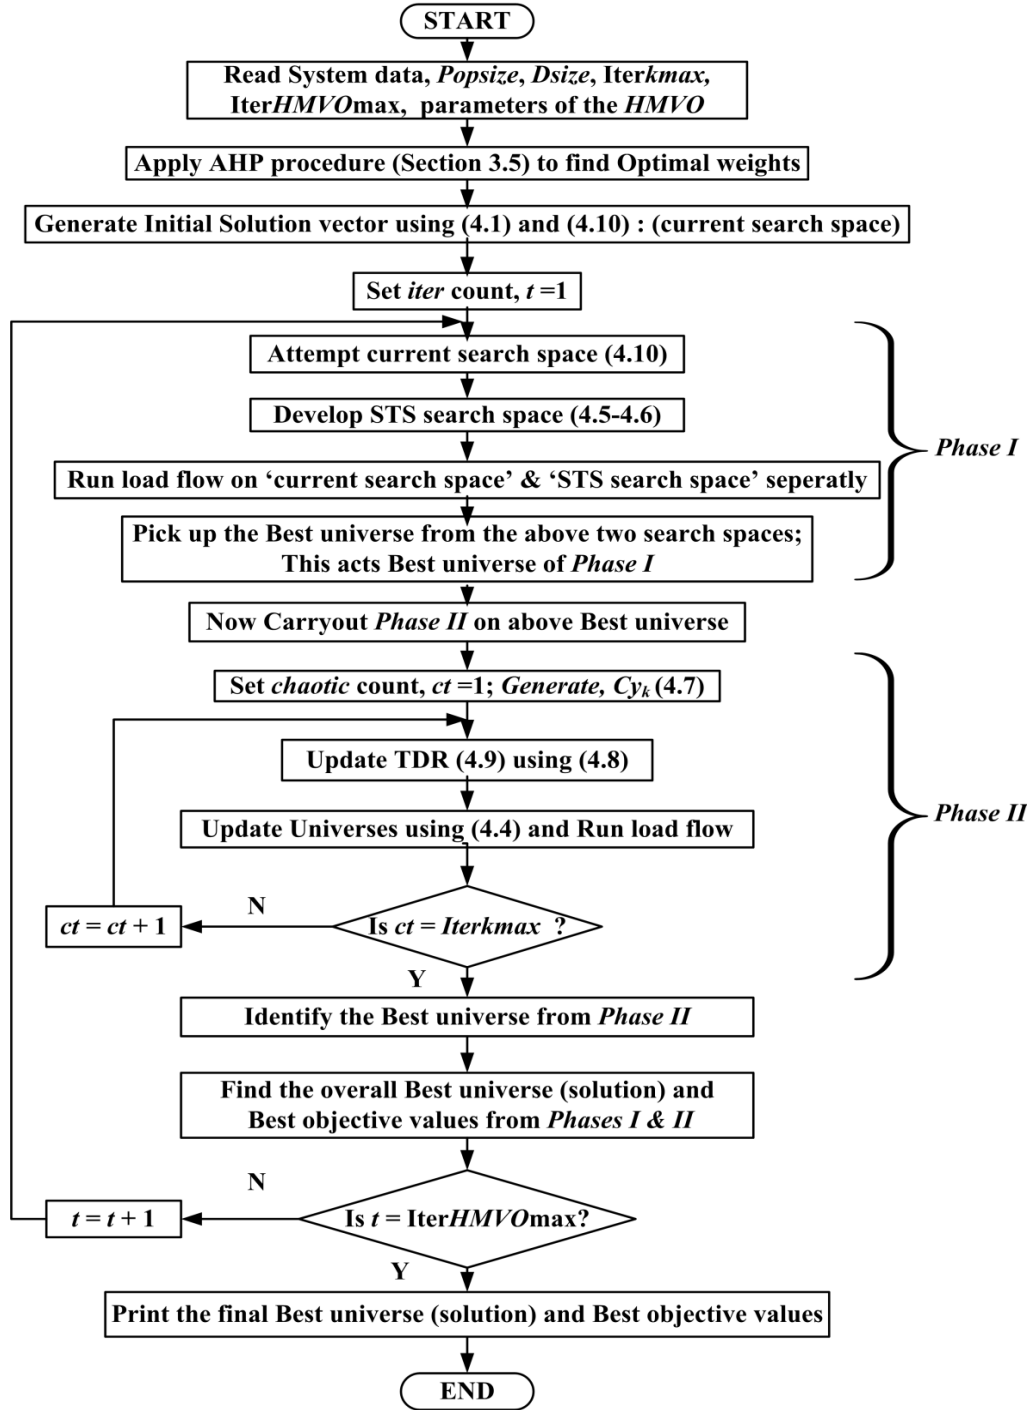 START
Read System data, Popsize, Dsize, Iterkmax,
IterHMVOmax, parameters of the HMVO
Apply AHP procedure (Section 3.5) to find Optimal weights
Generate Initial Solution vector using (4.1) and (4.10) : (current search space)
Set iter count, t =1
Attempt current search space (4.10)
Develop STS search space (4.5-4.6)
Phase I
Run load flow on ‘current search space’ & ‘STS search space’ seperatly
Pick up the Best universe from the above two search spaces;
This acts Best universe of Phase I
Now Carryout Phase II on above Best universe
Set chaotic count, ct =1; Generate, Cyk (4.7)
Update TDR (4.9) using (4.8)
Phase II
Update Universes using (4.4) and Run load flow
Is ct = Iterkmax ?
N
ct = ct + 1
Y
Identify the Best universe from Phase II
Find the overall Best universe (solution) and
Best objective values from Phases I & II
N
Is t = IterHMVOmax?
t = t + 1
Y
Print the final Best universe (solution) and Best objective values
END